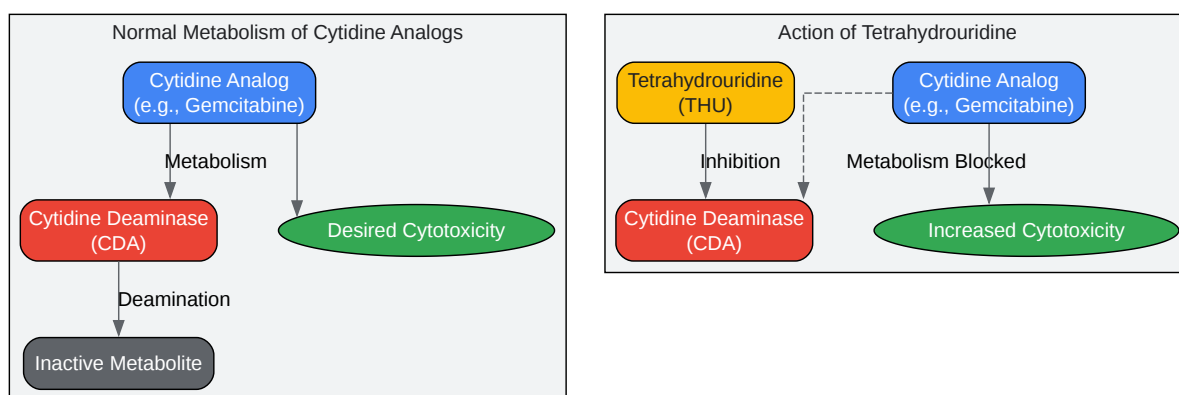 Normal Metabolism of Cytidine Analogs
Cytidine Analog
(e.g., Gemcitabine)
Metabolism
Cytidine Deaminase
(CDA)
Desired Cytotoxicity
Deamination
Inactive Metabolite
Action of Tetrahydrouridine
Tetrahydrouridine
(THU)
Cytidine Analog
(e.g., Gemcitabine)
Inhibition
Metabolism Blocked
Cytidine Deaminase
(CDA)
Increased Cytotoxicity